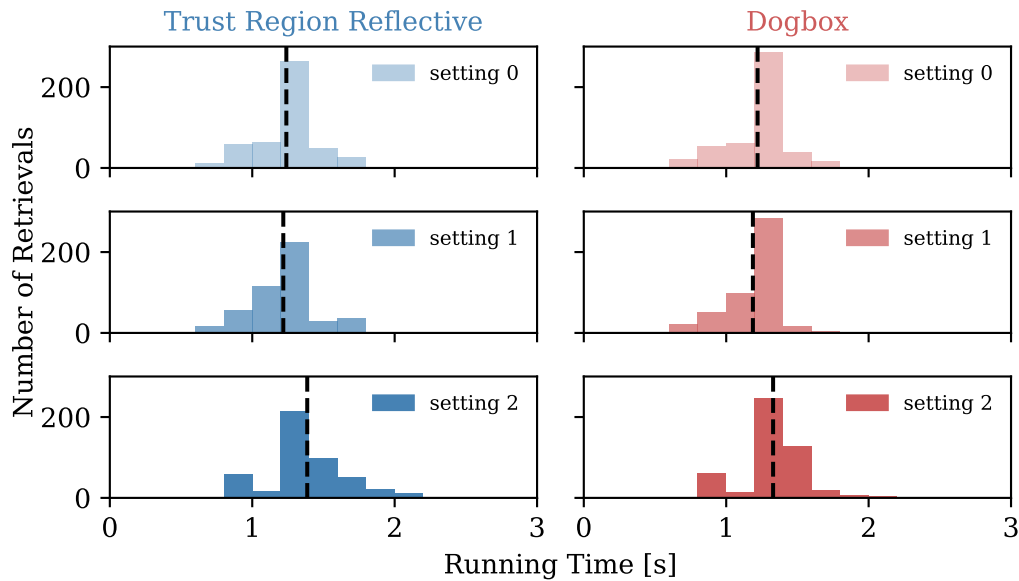 Trust Region Reflective
Dogbox
Number of Retrievals
200
0
setting 0
setting 0
200
0
setting 1
setting 1
200
0
setting 2
setting 2
0 1 2 3
0 1 2 3
Running Time [s]